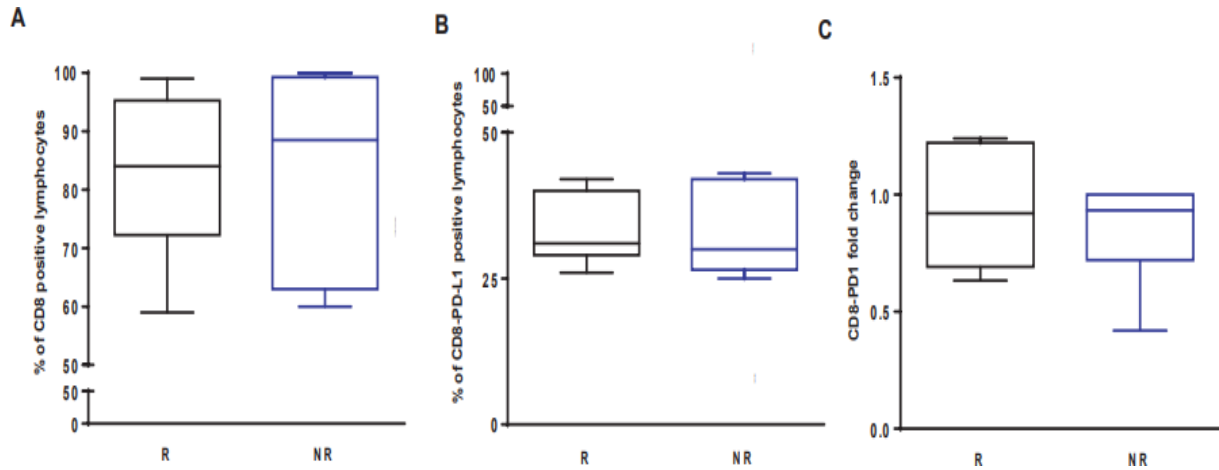 A
% of CD8 positive lymphocytes
100
90
80
70
60
50
50
0
R
NR
B
% of CD8-PD-L1 positive lymphocytes
100
50
50
25
0
R
NR
C
CD8-PD1 fold change
1.5
1.0
0.5
0.0
R
NR